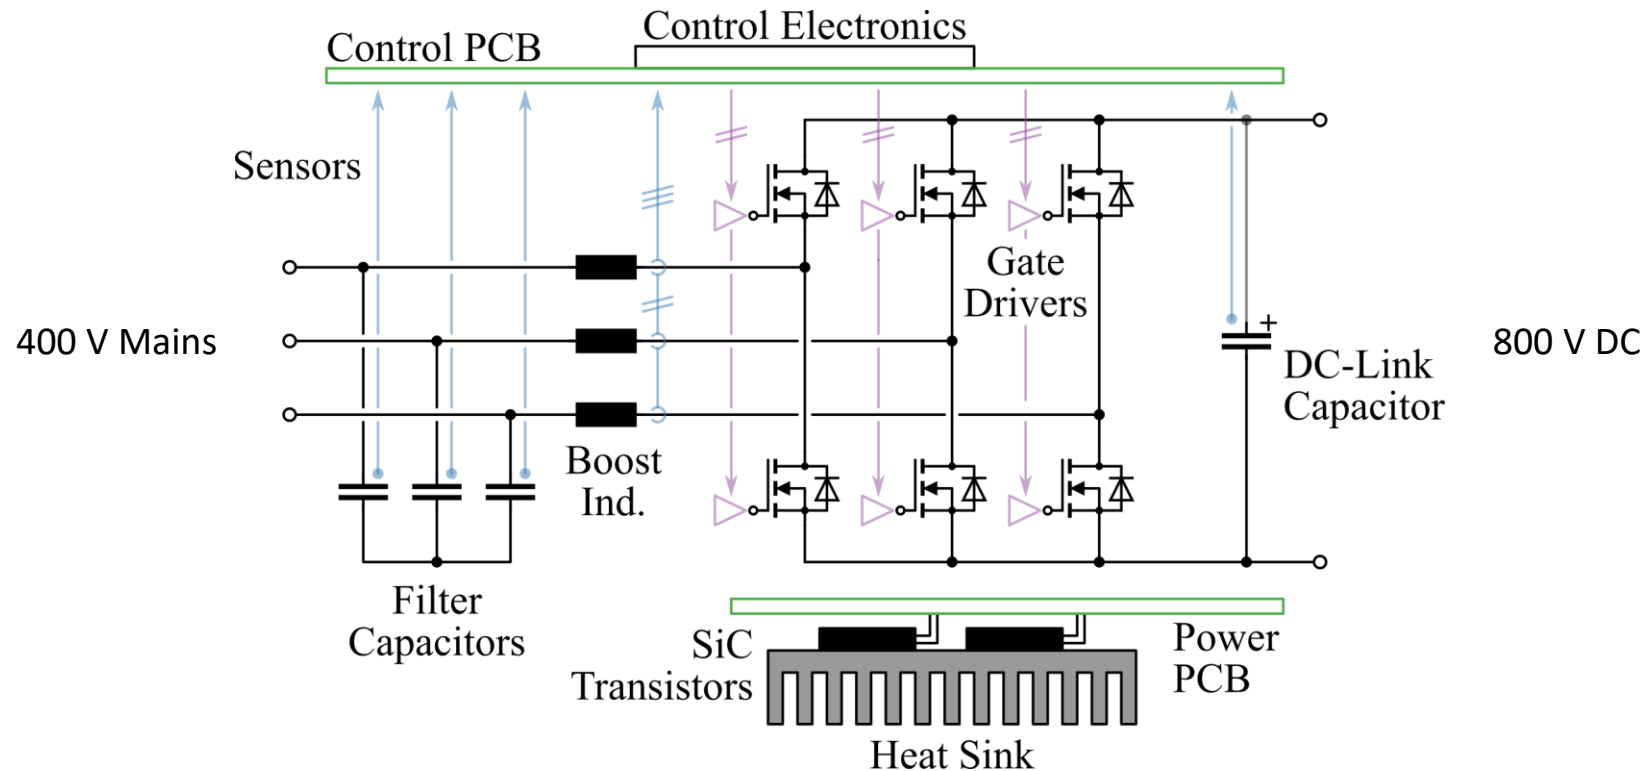 Control Electronics
Control PCB
Sensors
Gate
Drivers
400 V Mains
800 V DC
+
DC-Link
Capacitor
Boost
Ind.
Filter
Capacitors
SiC
Transistors
Power
PCB
Heat Sink